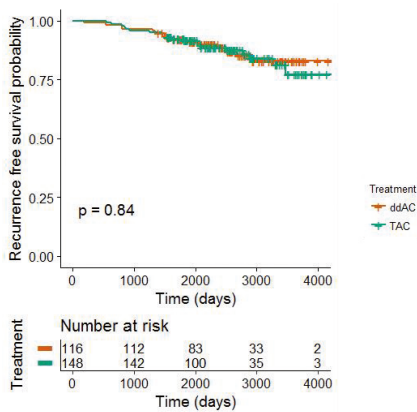 Recurrence free survival probability
1.00
0.75
0.50
0.25
0.00
p = 0.84
0 1000 2000 3000 4000
Time (days)
Treatment
ddAC
TAC
Number at risk
Treatment
116 112 83 33 2
148 142 100 35 3
0 1000 2000 3000 4000
Time (days)